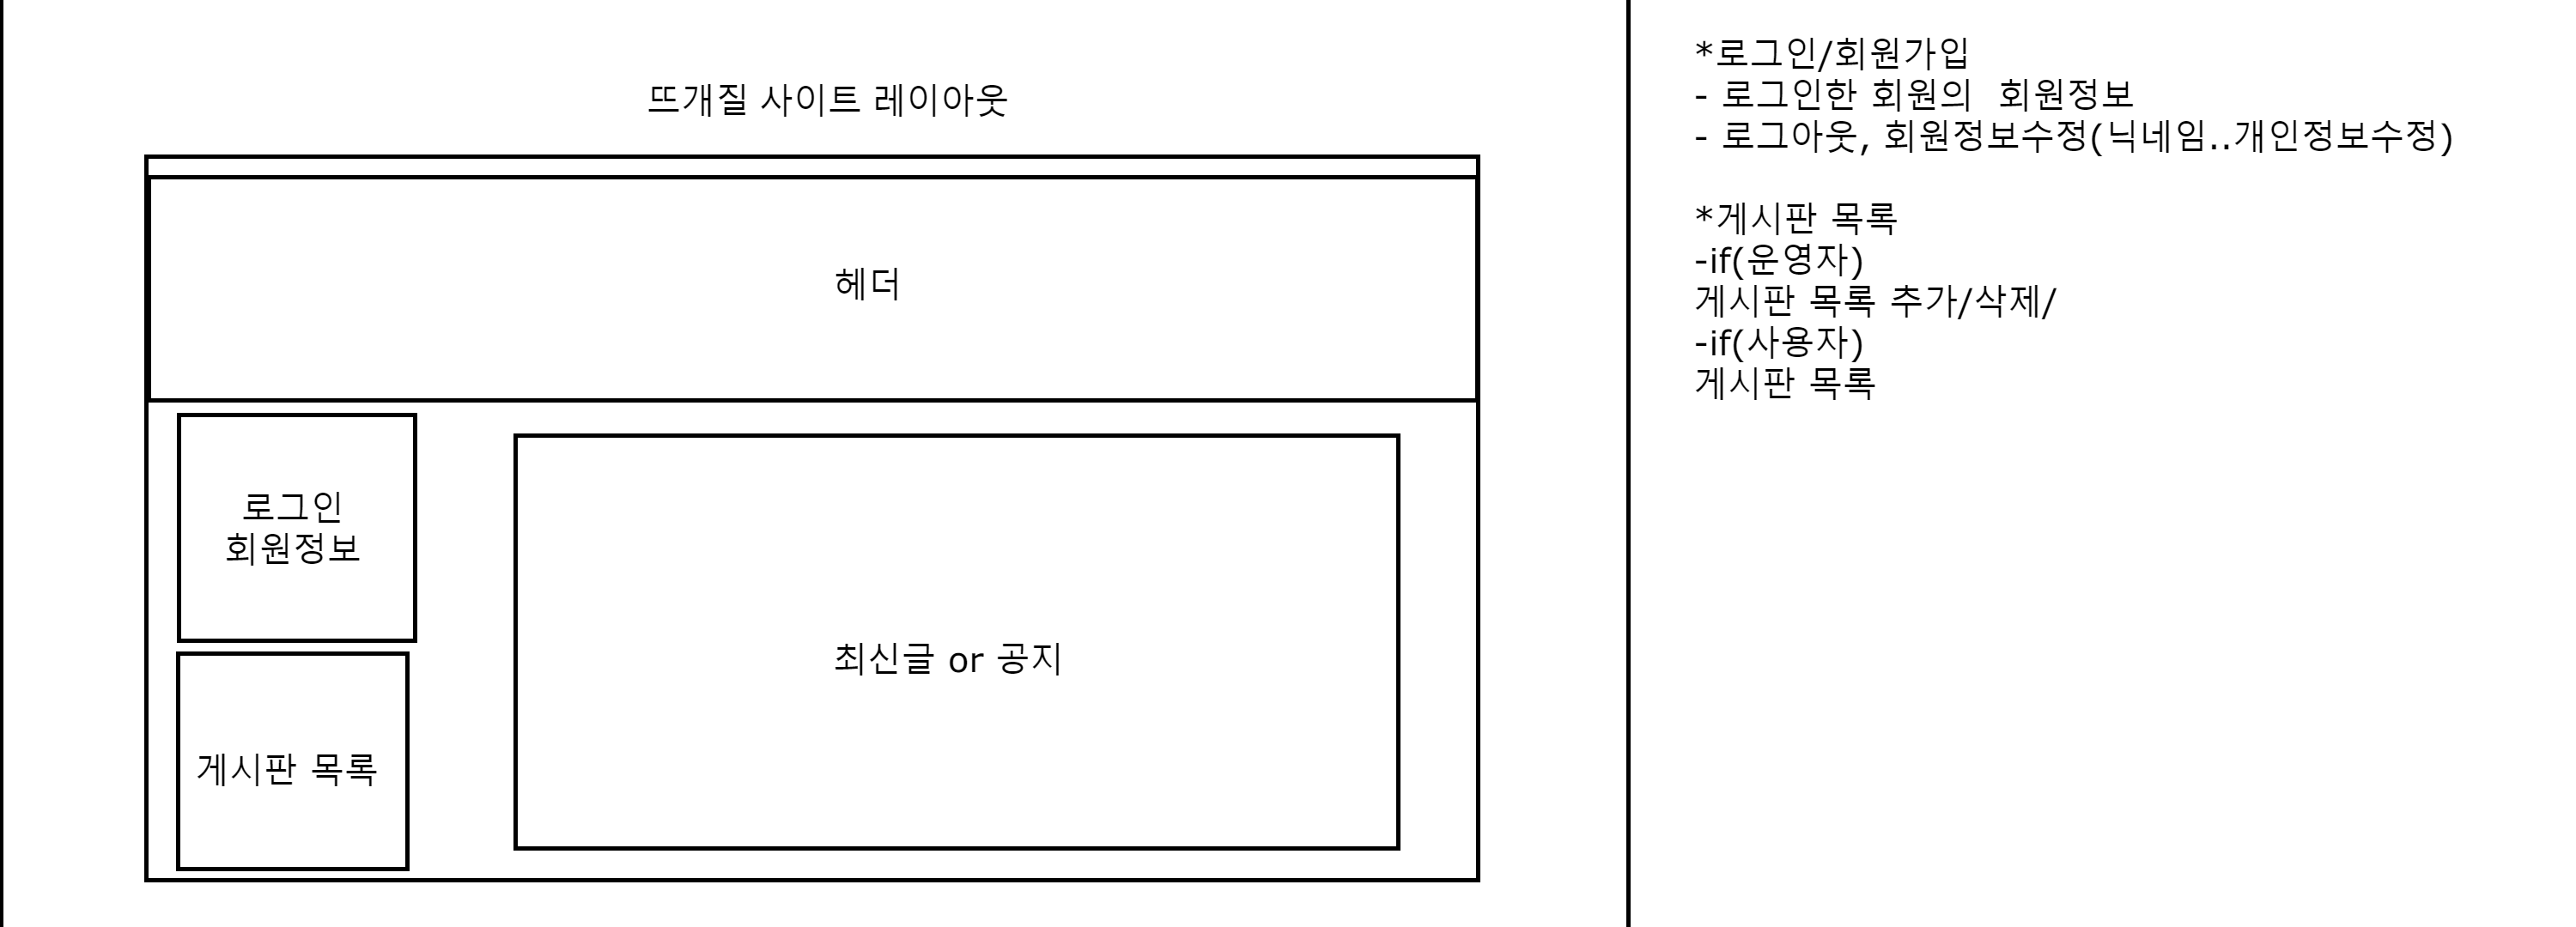 뜨개질 사이트 레이아웃
헤더
로그인
회원정보
게시판 목록
최신글 or 공지
*로그인/회원가입
- 로그인한 회원의  회원정보
- 로그아웃, 회원정보수정(닉네임..개인정보수정)
*게시판 목록
-if(운영자)
게시판 목록 추가/삭제/
-if(사용자)
게시판 목록